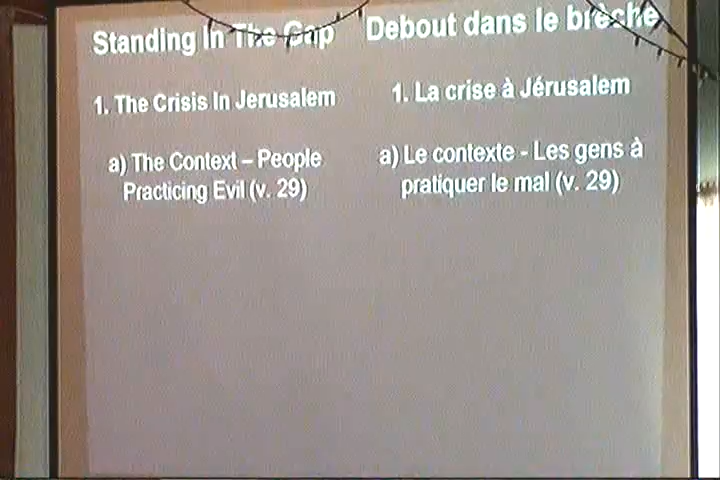 Standing In The Gap
1. The Crisis In Jerusalem
a) The Context – People
Practicing Evil (v. 29)
Debout dans le brèche
1. La crise à Jérusalem
a) Le contexte - Les gens à
pratiquer le mal (v. 29)